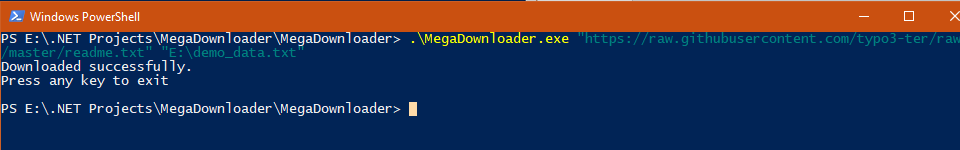 Windows PowerShell
PS E:\.NET Projects\MegaDownloader\MegaDownloader> .\MegaDownloader.exe "https://raw.githubusercontent.com/typo3-ter/raw
/master/readme.txt" "E:\demo_data.txt"
Downloaded successfully.
Press any key to exit
PS E:\.NET Projects\MegaDownloader\MegaDownloader>